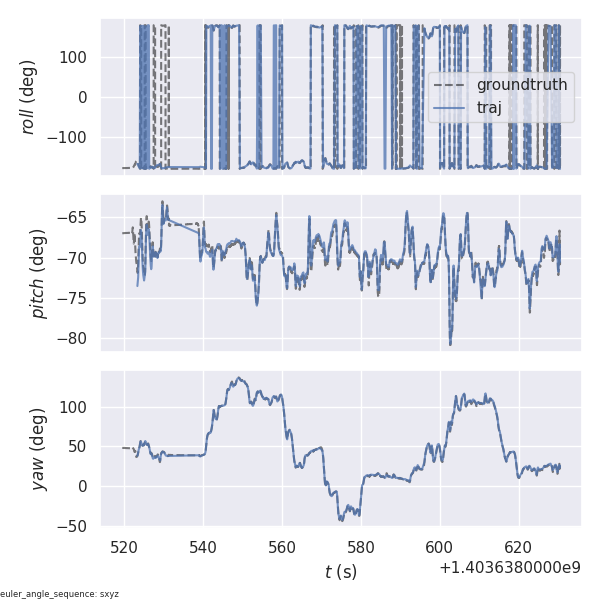 100
0
−100
roll (deg)
groundtruth
traj
−65
−70
−75
−80
pitch (deg)
100
50
0
−50
yaw (deg)
520 540 560 580 600 620
t (s)
+1.4036380000e9
euler_angle_sequence: sxyz